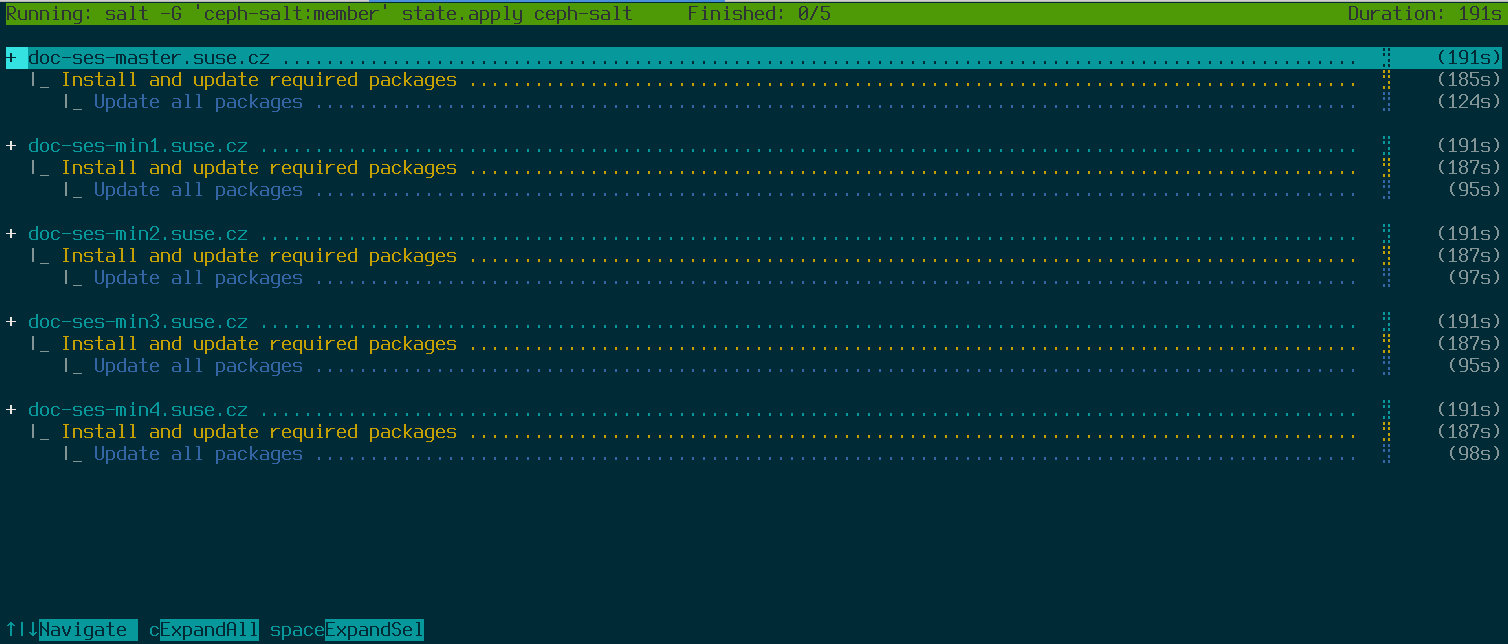 Running: salt -G 'ceph-salt:member' state.apply ceph-salt Finished: 0/5 Duration: 191s
+ doc-ses-master.suse.cz (191s)
|_ Install and update required packages (185s)
|_ Update all packages (124s)
+ doc-ses-min1.suse.cz (191s)
|_ Install and update required packages (187s)
|_ Update all packages (95s)
+ doc-ses-min2.suse.cz (191s)
|_ Install and update required packages (187s)
|_ Update all packages (97s)
+ doc-ses-min3.suse.cz (191s)
|_ Install and update required packages (187s)
|_ Update all packages (95s)
+ doc-ses-min4.suse.cz (191s)
|_ Install and update required packages (187s)
|_ Update all packages (98s)
↑|↓Navigate cExpandAll spaceExpandSel